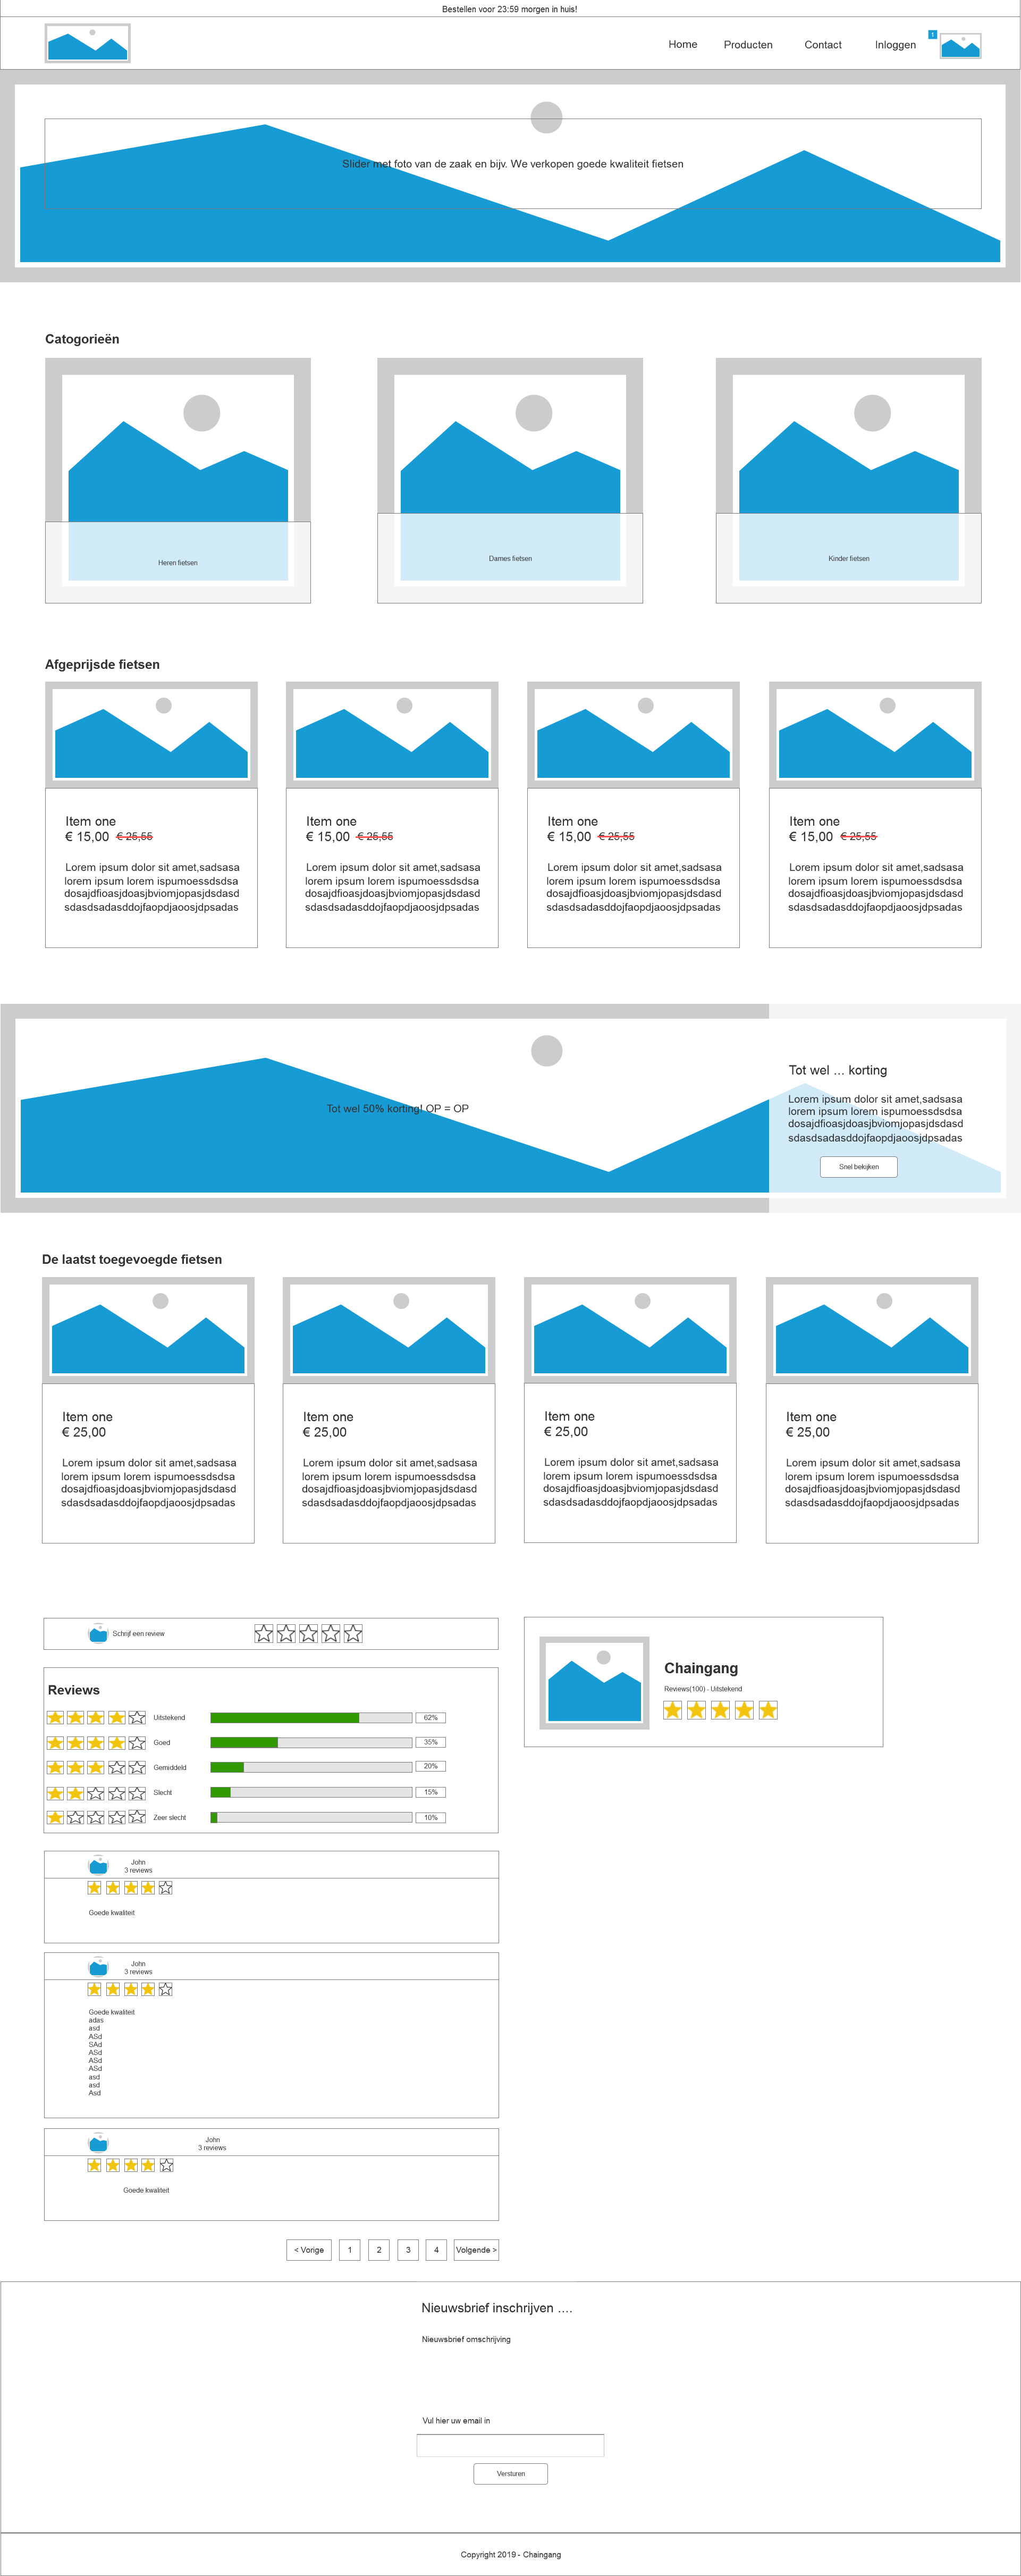 Bestellen voor 23:59 morgen in huis!
Home Producten Contact Inloggen 1
Slider met foto van de zaak en bijv. We verkopen goede kwaliteit fietsen
Catogorieën
Heren fietsen
Dames fietsen
Kinder fietsen
Afgeprijsde fietsen
Item one
€ 15,00 € 25,55
Lorem ipsum dolor sit amet,sadsasa
lorem ipsum lorem ispumoessdsdsa
dosajdfioasjdoasjbviomjopasjdsdasd
sdasdsadasddojfaopdjaoosjdpsadas
Item one
€ 15,00 € 25,55
Lorem ipsum dolor sit amet,sadsasa
lorem ipsum lorem ispumoessdsdsa
dosajdfioasjdoasjbviomjopasjdsdasd
sdasdsadasddojfaopdjaoosjdpsadas
Item one
€ 15,00 € 25,55
Lorem ipsum dolor sit amet,sadsasa
lorem ipsum lorem ispumoessdsdsa
dosajdfioasjdoasjbviomjopasjdsdasd
sdasdsadasddojfaopdjaoosjdpsadas
Item one
€ 15,00 € 25,55
Lorem ipsum dolor sit amet,sadsasa
lorem ipsum lorem ispumoessdsdsa
dosajdfioasjdoasjbviomjopasjdsdasd
sdasdsadasddojfaopdjaoosjdpsadas
Tot wel 50% korting! OP = OP
Tot wel ... korting
Lorem ipsum dolor sit amet,sadsasa
lorem ipsum lorem ispumoessdsdsa
dosajdfioasjdoasjbviomjopasjdsdasd
sdasdsadasddojfaopdjaoosjdpsadas
Snel bekijken
De laatst toegevoegde fietsen
Item one
€ 25,00
Lorem ipsum dolor sit amet,sadsasa
lorem ipsum lorem ispumoessdsdsa
dosajdfioasjdoasjbviomjopasjdsdasd
sdasdsadasddojfaopdjaoosjdpsadas
Item one
€ 25,00
Lorem ipsum dolor sit amet,sadsasa
lorem ipsum lorem ispumoessdsdsa
dosajdfioasjdoasjbviomjopasjdsdasd
sdasdsadasddojfaopdjaoosjdpsadas
Item one
€ 25,00
Lorem ipsum dolor sit amet,sadsasa
lorem ipsum lorem ispumoessdsdsa
dosajdfioasjdoasjbviomjopasjdsdasd
sdasdsadasddojfaopdjaoosjdpsadas
Item one
€ 25,00
Lorem ipsum dolor sit amet,sadsasa
lorem ipsum lorem ispumoessdsdsa
dosajdfioasjdoasjbviomjopasjdsdasd
sdasdsadasddojfaopdjaoosjdpsadas
Schrijf een review
Chaingang
Reviews(100) - Uitstekend
Reviews
Uitstekend 62%
Goed 35%
Gemiddeld 20%
Slecht 15%
Zeer slecht 10%
John
3 reviews
Goede kwaliteit
John
3 reviews
Goede kwaliteit
adas
asd
ASd
SAd
ASd
ASd
ASd
asd
asd
Asd
John
3 reviews
Goede kwaliteit
< Vorige 1 2 3 4 Volgende >
Nieuwsbrief inschrijven ....
Nieuwsbrief omschrijving
Vul hier uw email in
Versturen
Copyright 2019 - Chaingang